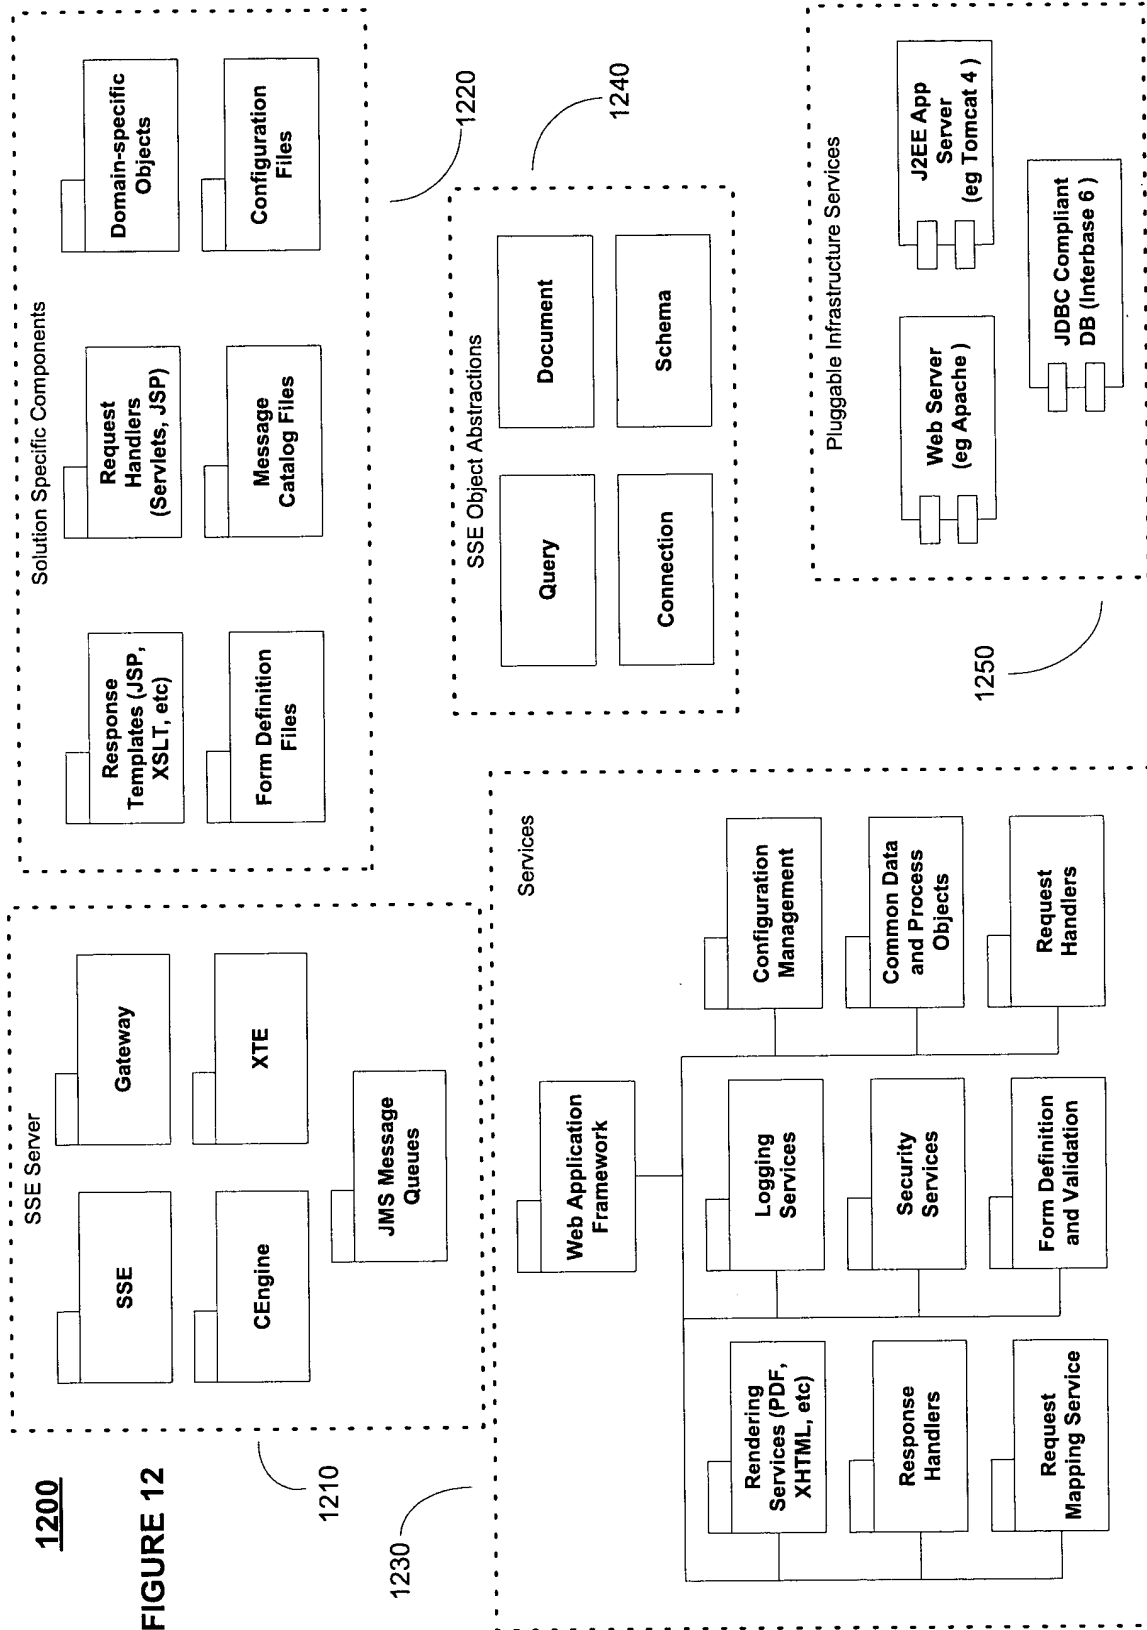 1200
FIGURE 12
SSE Server
SSE
Gateway
CEngine
XTE
JMS Message
Queues
1210
Solution Specific Components
Response
Templates (JSP,
XSLT, etc)
Request
Handlers
(Servlets, JSP)
Domain-specific
Objects
Form Definition
Files
Message
Catalog Files
Configuration
Files
1220
1230
Services
Web Application
Framework
Rendering
Services (PDF,
XHTML, etc)
Logging
Services
Configuration
Management
Response
Handlers
Security
Services
Common Data
and Process
Objects
Request
Mapping Service
Form Definition
and Validation
Request
Handlers
SSE Object Abstractions
Query
Document
Connection
Schema
1240
Pluggable Infrastructure Services
Web Server
(eg Apache )
J2EE App
Server
(eg Tomcat 4 )
JDBC Compliant
DB (Interbase 6 )
1250